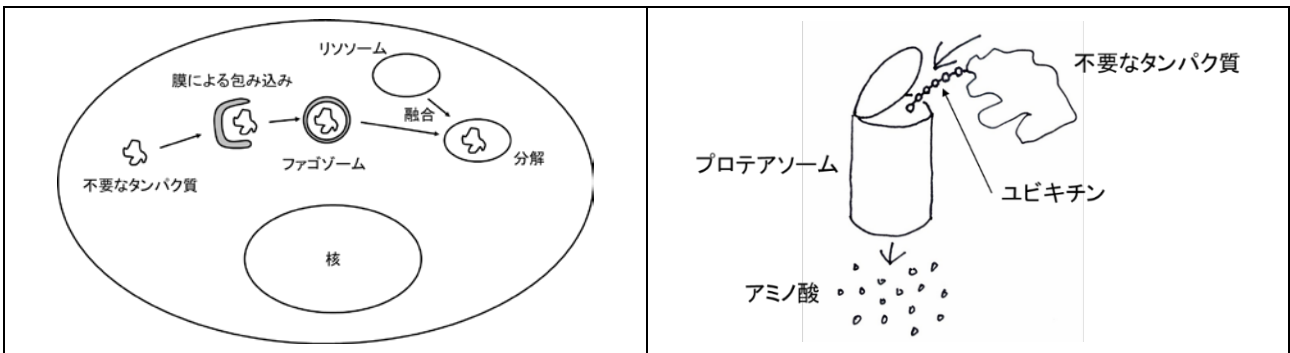 リソソーム
膜による包み込み
融合
ファゴゾーム
分解
不要なタンパク質
核
不要なタンパク質
プロテアソーム
ユビキチン
アミノ酸